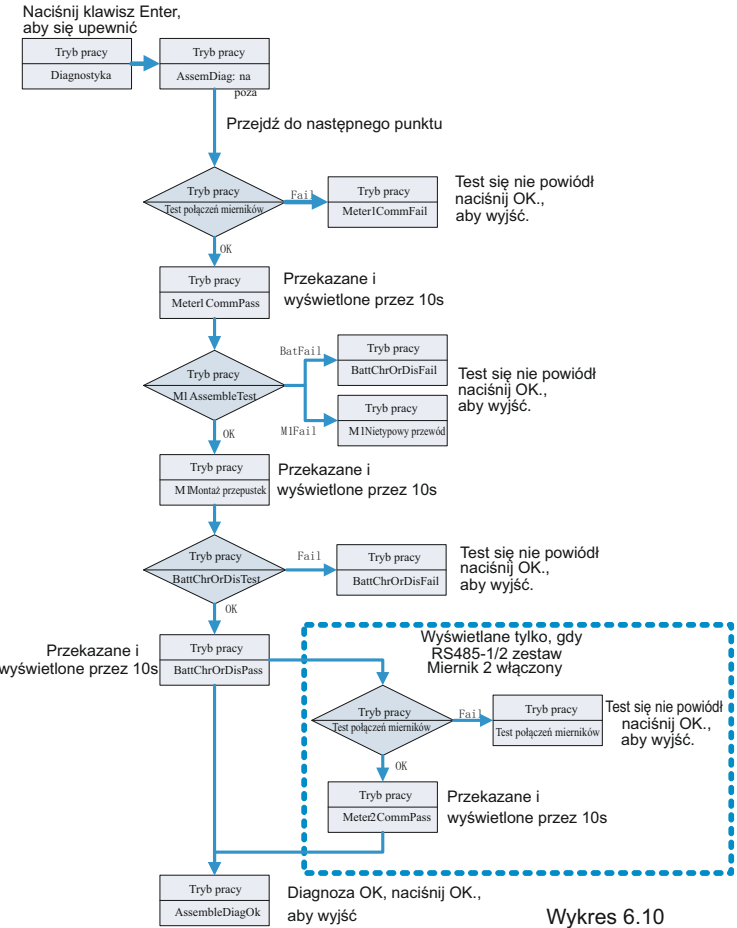 Naciśnij klawisz Enter,
aby się upewnić
Tryb pracy
Diagnostyka
Tryb pracy
AssemDiag: na
poza
Przejdź do następnego punktu
Tryb pracy
Test połączeń mierników
Fail
Tryb pracy
Meter1CommFail
Test się nie powiódł
naciśnij OK.,
aby wyjść.
OK
Tryb pracy
Meter1 CommPass
Przekazane i
wyświetlone przez 10s
Tryb pracy
M1 AssembleTest
BatFail
Tryb pracy
BattChrOrDisFail
M1Fail
Tryb pracy
M1Nietypowy przewód
Test się nie powiódł
naciśnij OK.,
aby wyjść.
OK
Tryb pracy
M1Montaż przepustek
Przekazane i
wyświetlone przez 10s
Tryb pracy
BattChrOrDisTest
Fail
Tryb pracy
BattChrOrDisFail
Test się nie powiódł
naciśnij OK.,
aby wyjść.
OK
Przekazane i
wyświetlone przez 10s
Tryb pracy
BattChrOrDisPass
Wyświetlane tylko, gdy
RS485-1/2 zestaw
Miernik 2 włączony
Tryb pracy
Test połączeń mierników
Fail
Tryb pracy
Test połączeń mierników
Test się nie powiódł
naciśnij OK.,
aby wyjść.
OK
Tryb pracy
Meter2CommPass
Przekazane i
wyświetlone przez 10s
Tryb pracy
AssembleDiagOk
Diagnoza OK, naciśnij OK.,
aby wyjść
Wykres 6.10